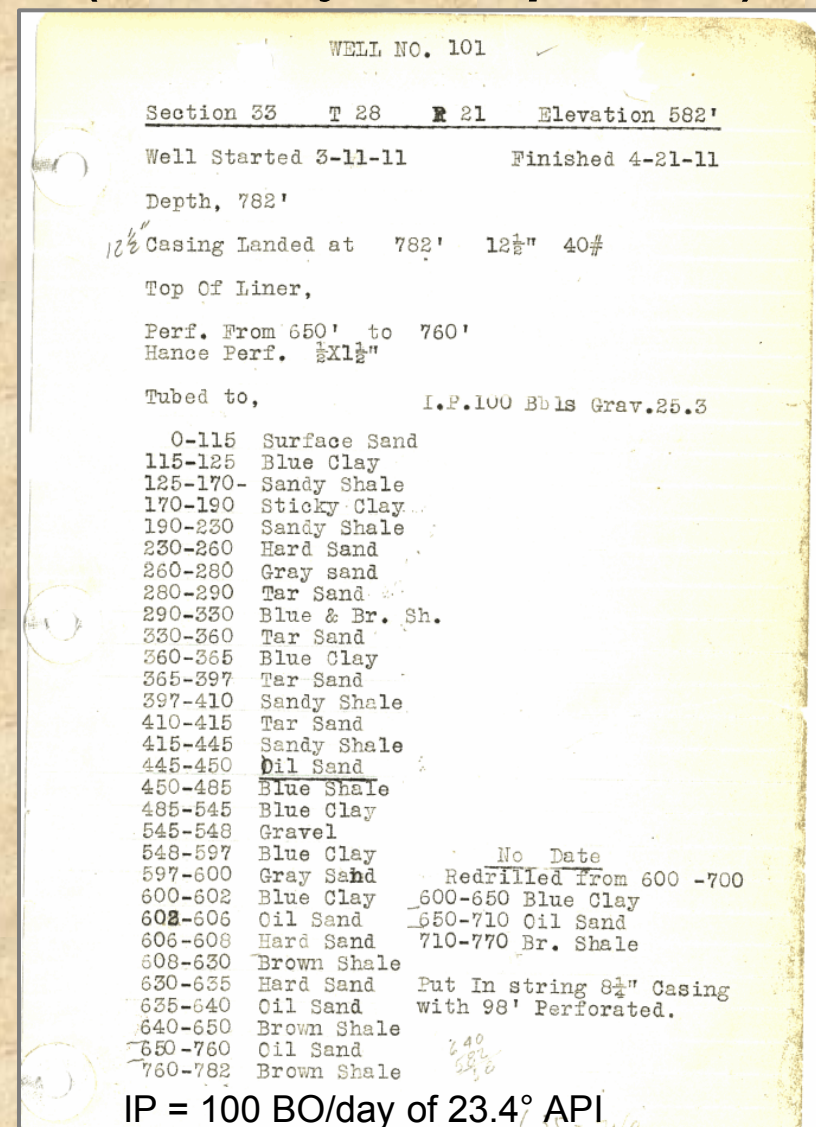 WELL NO. 101
Section 33 T 28 R 21 Elevation 582'
Well Started 3-11-11 Finished 4-21-11
Depth, 782'
12½" Casing Landed at 782' 12½" 40#
Top Of Liner,
Perf. From 650' to 760'
Hance Perf. ½X1½"
Tubed to, I.P.100 Bbls Grav.25.3
0-115 Surface Sand
115-125 Blue Clay
125-170- Sandy Shale
170-190 Sticky Clay
190-230 Sandy Shale
230-260 Hard Sand
260-280 Gray sand
280-290 Tar Sand
290-330 Blue & Br. Sh.
330-360 Tar Sand
360-365 Blue Clay
365-397 Tar Sand
397-410 Sandy Shale
410-415 Tar Sand
415-445 Sandy Shale
445-450 Oil Sand
450-485 Blue Shale
485-545 Blue Clay
545-548 Gravel
548-597 Blue Clay
597-600 Gray Sand
600-602 Blue Clay
602-606 Oil Sand
606-608 Hard Sand
608-630 Brown Shale
630-635 Hard Sand
635-640 Oil Sand
640-650 Brown Shale
650-760 Oil Sand
760-782 Brown Shale
No Date
Redrilled from 600 -700
600-650 Blue Clay
650-710 Oil Sand
710-770 Br. Shale
Put In string 8¼" Casing
with 98' Perforated.
640
582
IP = 100 BO/day of 23.4° API